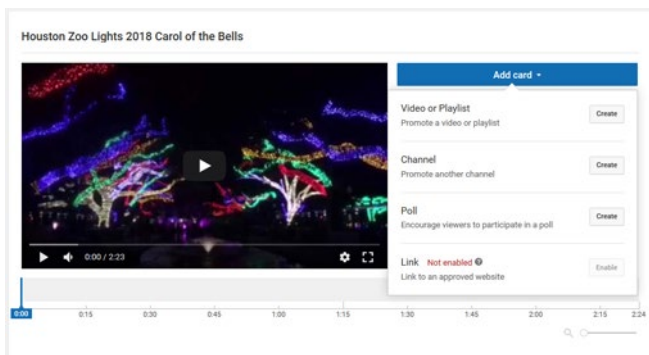 Houston Zoo Lights 2018 Carol of the Bells
Add card
Video or Playlist
Promote a video or playlist
Create
Channel
Promote another channel
Create
Poll
Encourage viewers to participate in a poll
Create
Link Not enabled ?
Link to an approved website
Enable
0:00 / 2:23
0:00 0:15 0:30 0:45 1:00 1:15 1:30 1:45 2:00 2:15 2:24